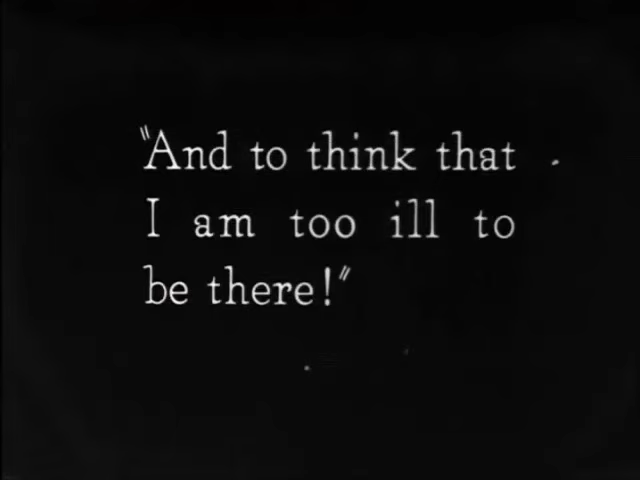 "And to think that
I am too ill to
be there!"